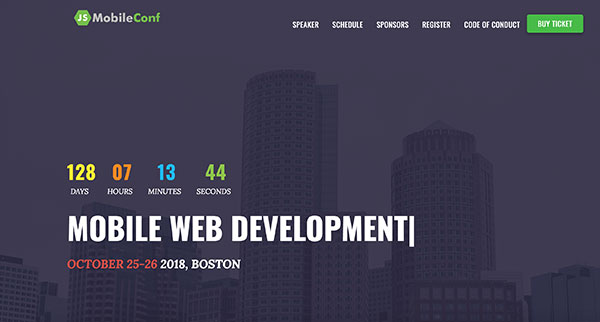 JS MobileConf
SPEAKER SCHEDULE SPONSORS REGISTER CODE OF CONDUCT BUY TICKET
128 07 13 44
DAYS HOURS MINUTES SECONDS
MOBILE WEB DEVELOPMENT|
OCTOBER 25-26 2018, BOSTON